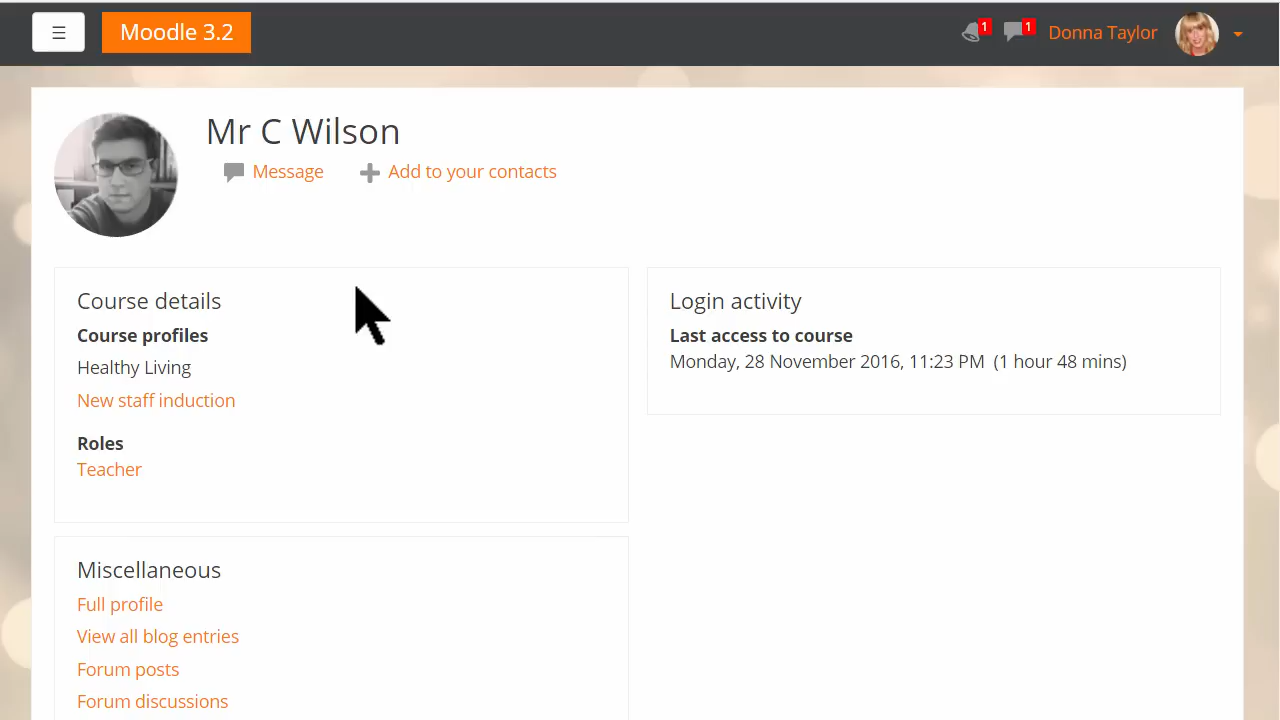 Moodle 3.2
1
1
Donna Taylor
Mr C Wilson
Message
Add to your contacts
Course details
Course profiles
Healthy Living
New staff induction
Roles
Teacher
Login activity
Last access to course
Monday, 28 November 2016, 11:23 PM (1 hour 48 mins)
Miscellaneous
Full profile
View all blog entries
Forum posts
Forum discussions